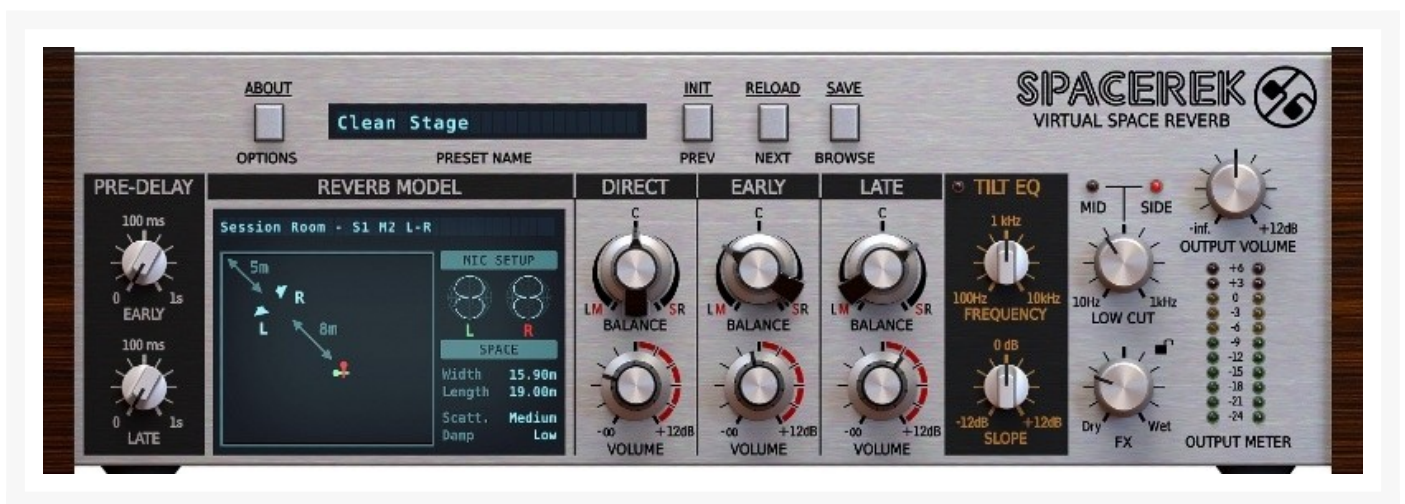 ABOUT
INIT
RELOAD
SAVE
SPACEREK
VIRTUAL SPACE REVERB
Clean Stage
OPTIONS
PRESET NAME
PREV
NEXT
BROWSE
PRE-DELAY
REVERB MODEL
DIRECT
EARLY
LATE
TILT EQ
MID
SIDE
-inf.
+12dB
OUTPUT VOLUME
100 ms
0
1s
EARLY
100 ms
0
1s
LATE
Session Room - S1 M2 L-R
5m
R
L
8m
MIC SETUP
L
R
SPACE
Width 15.90m
Length 19.00m
Scatt. Medium
Damp Low
C
LM
SR
BALANCE
-∞
+12dB
VOLUME
C
LM
SR
BALANCE
-∞
+12dB
VOLUME
C
LM
SR
BALANCE
-∞
+12dB
VOLUME
1 kHz
100Hz
10kHz
FREQUENCY
0 dB
-12dB
+12dB
SLOPE
10Hz
1kHz
LOW CUT
Dry
Wet
FX
+6
+3
0
-3
-6
-9
-12
-15
-18
-21
-24
OUTPUT METER